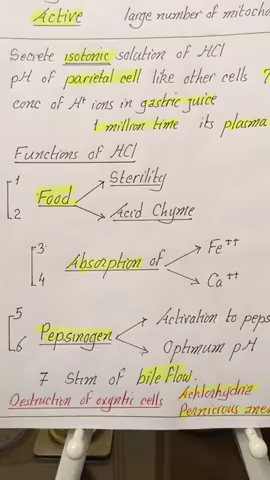 Active large number of mitocho
Secrete isotonic solution of HCl
pH of parietal cell like other cells 7
conc of H+ ions in gastric juice
1 million time its plasma
Functions of HCl
1 Sterility
Food
2 Acid Chyme
3 Fe++
Absorption of
4 Ca++
5 Activation to peps
Pepsinogen
6 Optimum pH
7 Stim of bile flow.
Destruction of oxyntic cells Achlorhydria
Pernicious ane